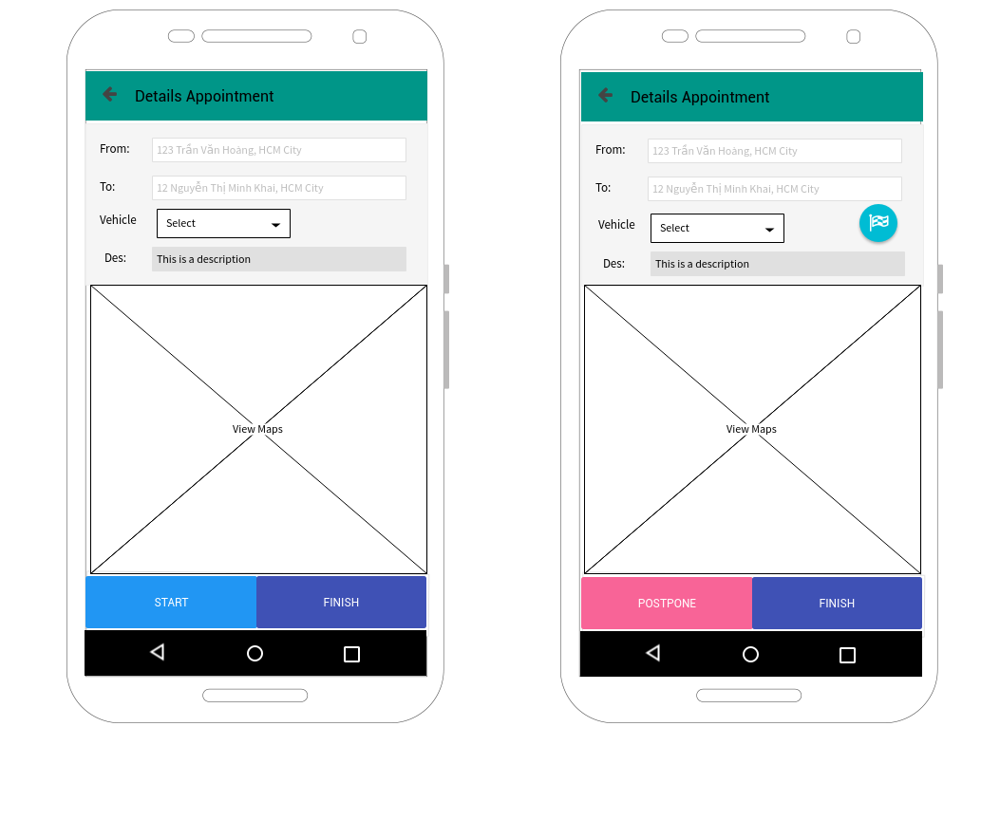 Details Appointment
From: 123 Trần Văn Hoàng, HCM City
To: 12 Nguyễn Thị Minh Khai, HCM City
Vehicle Select
Des: This is a description
View Maps
START FINISH
Details Appointment
From: 123 Trần Văn Hoàng, HCM City
To: 12 Nguyễn Thị Minh Khai, HCM City
Vehicle Select
Des: This is a description
View Maps
POSTPONE FINISH